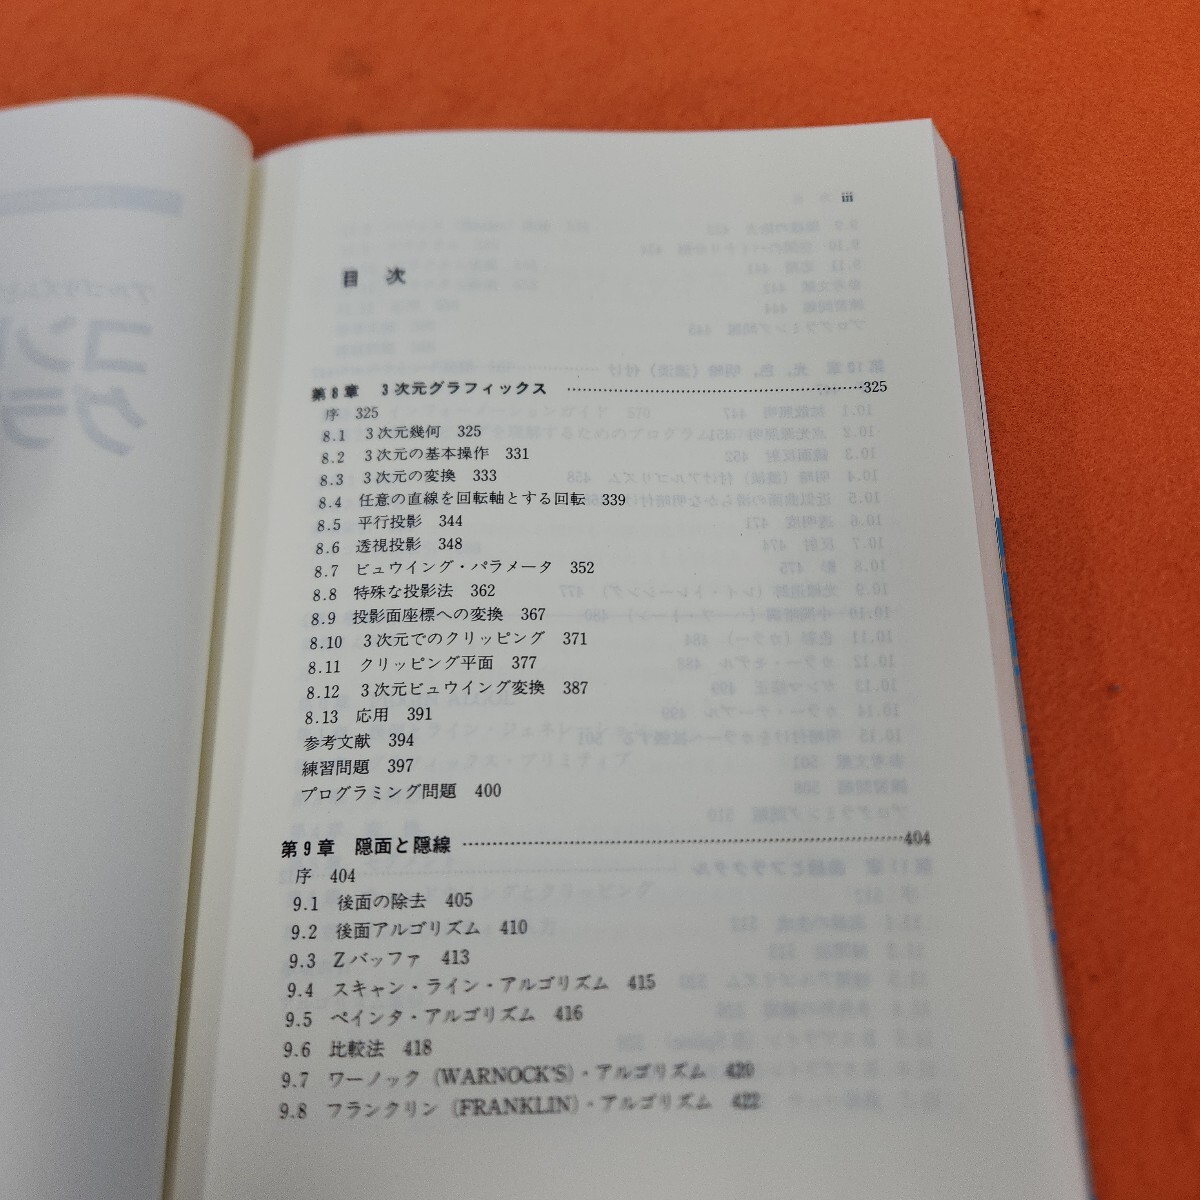 iii
目 次
第8章 3次元グラフィックス ………………………………………325
序 325
8.1 3次元幾何 325
8.2 3次元の基本操作 331
8.3 3次元の変換 333
8.4 任意の直線を回転軸とする回転 339
8.5 平行投影 344
8.6 透視投影 348
8.7 ビュウイング・パラメータ 352
8.8 特殊な投影法 362
8.9 投影面座標への変換 367
8.10 3次元でのクリッピング 371
8.11 クリッピング平面 377
8.12 3次元ビュウイング変換 387
8.13 応用 391
参考文献 394
練習問題 397
プログラミング問題 400
第9章 隠面と隠線 ………………………………………404
序 404
9.1 後面の除去 405
9.2 後面アルゴリズム 410
9.3 Zバッファ 413
9.4 スキャン・ライン・アルゴリズム 415
9.5 ペインタ・アルゴリズム 416
9.6 比較法 418
9.7 ワーノック(WARNOCK'S)・アルゴリズム 420
9.8 フランクリン(FRANKLIN)・アルゴリズム 422